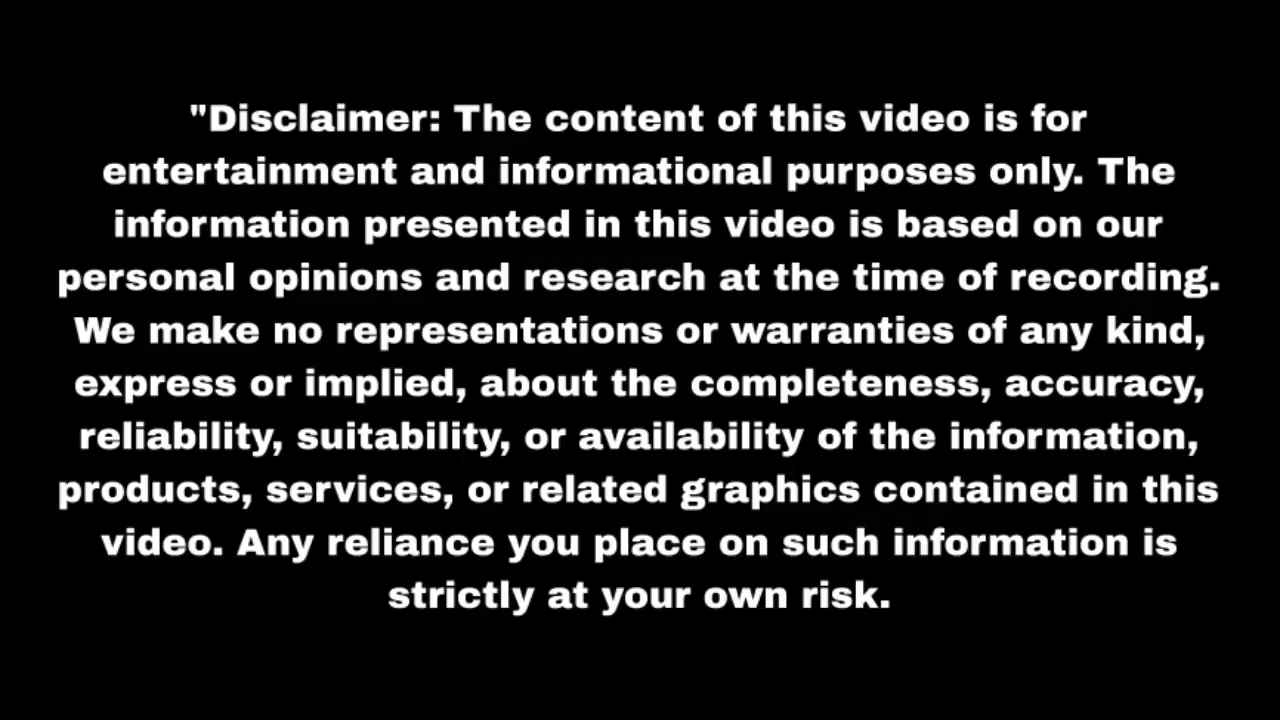 "Disclaimer: The content of this video is for
entertainment and informational purposes only. The
information presented in this video is based on our
personal opinions and research at the time of recording.
We make no representations or warranties of any kind,
express or implied, about the completeness, accuracy,
reliability, suitability, or availability of the information,
products, services, or related graphics contained in this
video. Any reliance you place on such information is
strictly at your own risk.